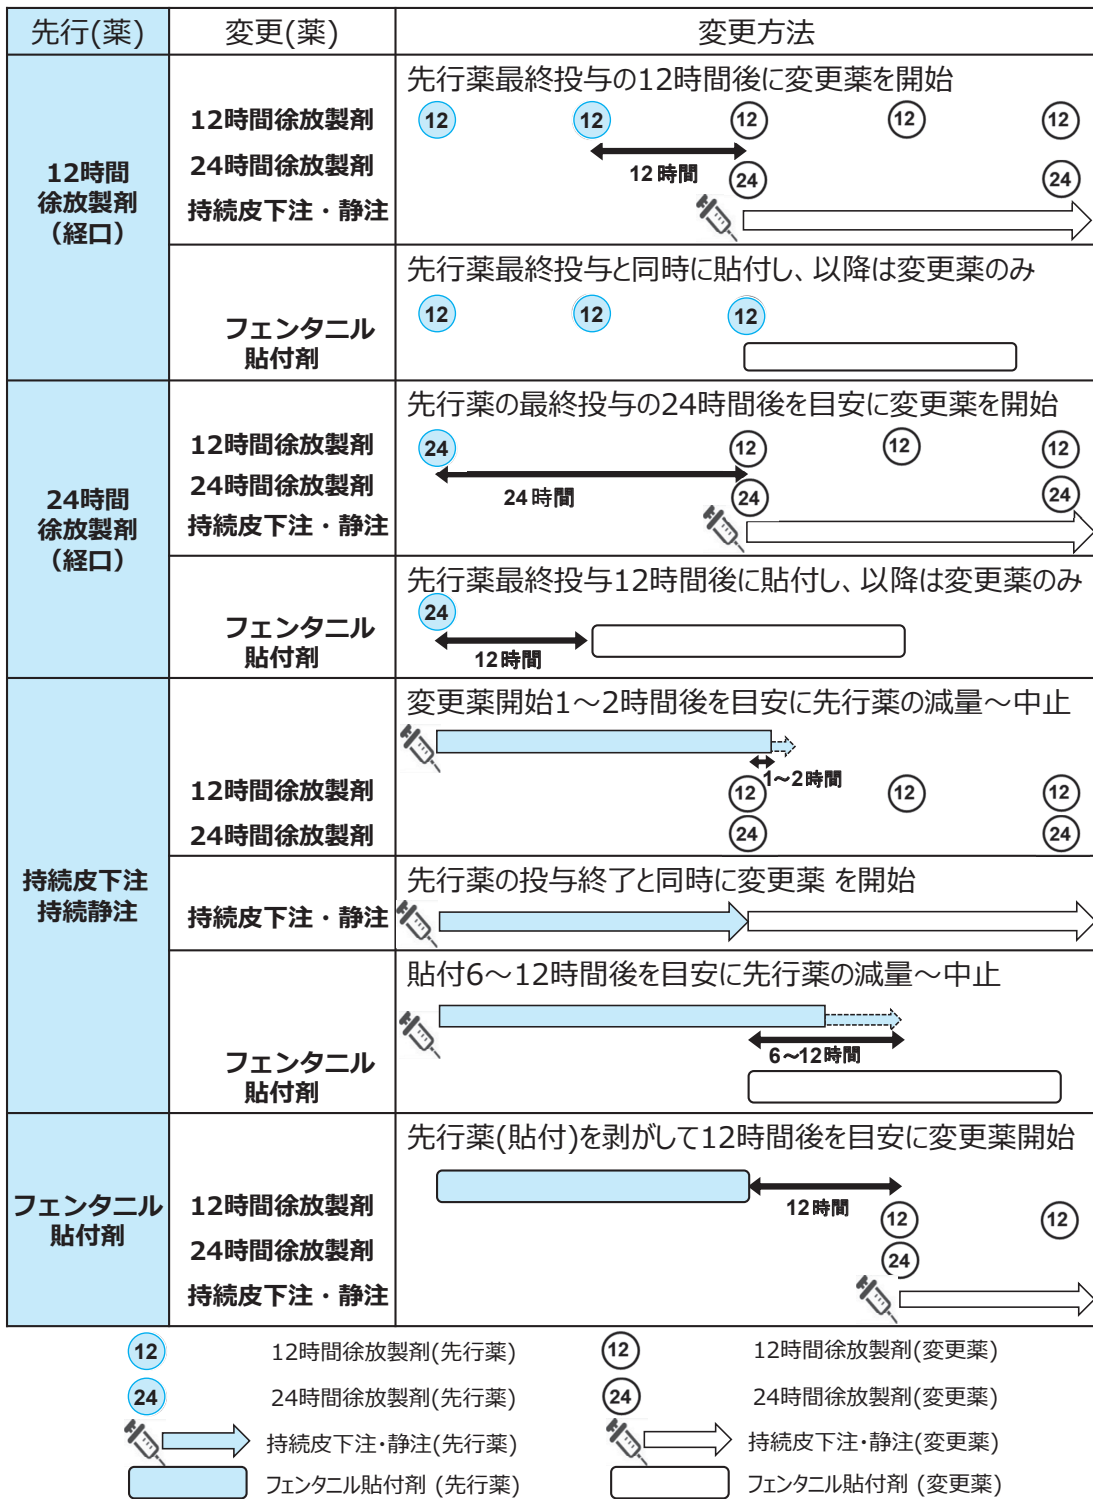 先行(薬)
変更(薬)
変更方法
12時間
徐放製剤
（経口）
12時間徐放製剤
24時間徐放製剤
持続皮下注・静注
先行薬最終投与の12時間後に変更薬を開始
12 12 12 12 12
12時間
24 24
フェンタニル
貼付剤
先行薬最終投与と同時に貼付し、以降は変更薬のみ
12 12 12
24時間
徐放製剤
（経口）
12時間徐放製剤
24時間徐放製剤
持続皮下注・静注
先行薬の最終投与の24時間後を目安に変更薬を開始
24 12 12 12
24時間
24 24
フェンタニル
貼付剤
先行薬最終投与12時間後に貼付し、以降は変更薬のみ
24
12時間
持続皮下注
持続静注
12時間徐放製剤
24時間徐放製剤
変更薬開始1～2時間後を目安に先行薬の減量～中止
1～2時間
12 12 12
24 24
持続皮下注・静注
先行薬の投与終了と同時に変更薬 を開始
フェンタニル
貼付剤
貼付6～12時間後を目安に先行薬の減量～中止
6～12時間
フェンタニル
貼付剤
12時間徐放製剤
24時間徐放製剤
持続皮下注・静注
先行薬(貼付)を剥がして12時間後を目安に変更薬開始
12時間
12 12
24
12 12時間徐放製剤(先行薬)
12 12時間徐放製剤(変更薬)
24 24時間徐放製剤(先行薬)
24 24時間徐放製剤(変更薬)
持続皮下注・静注(先行薬)
持続皮下注・静注(変更薬)
フェンタニル貼付剤 (先行薬)
フェンタニル貼付剤 (変更薬)